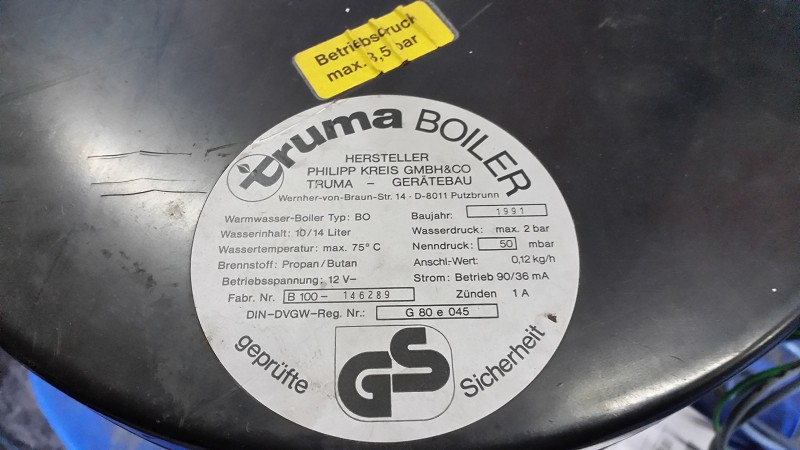 Betriebsdruck
max. 3,5 bar
truma BOILER
HERSTELLER
PHILIPP KREIS GMBH&CO
TRUMA – GERÄTEBAU
Wernher-von-Braun-Str. 14 · D-8011 Putzbrunn
Warmwasser-Boiler Typ: BO
Baujahr: 1991
Wasserinhalt: 10/14 Liter
Wasserdruck: max. 2 bar
Wassertemperatur: max. 75° C
Nenndruck: 50 mbar
Brennstoff: Propan/Butan
Anschl.-Wert: 0,12 kg/h
Betriebsspannung: 12 V–
Strom: Betrieb 90/36 mA
Fabr. Nr. B 100 – 146289
Zünden 1 A
DIN-DVGW-Reg. Nr.: G 80 e 045
geprüfte
GS
Sicherheit